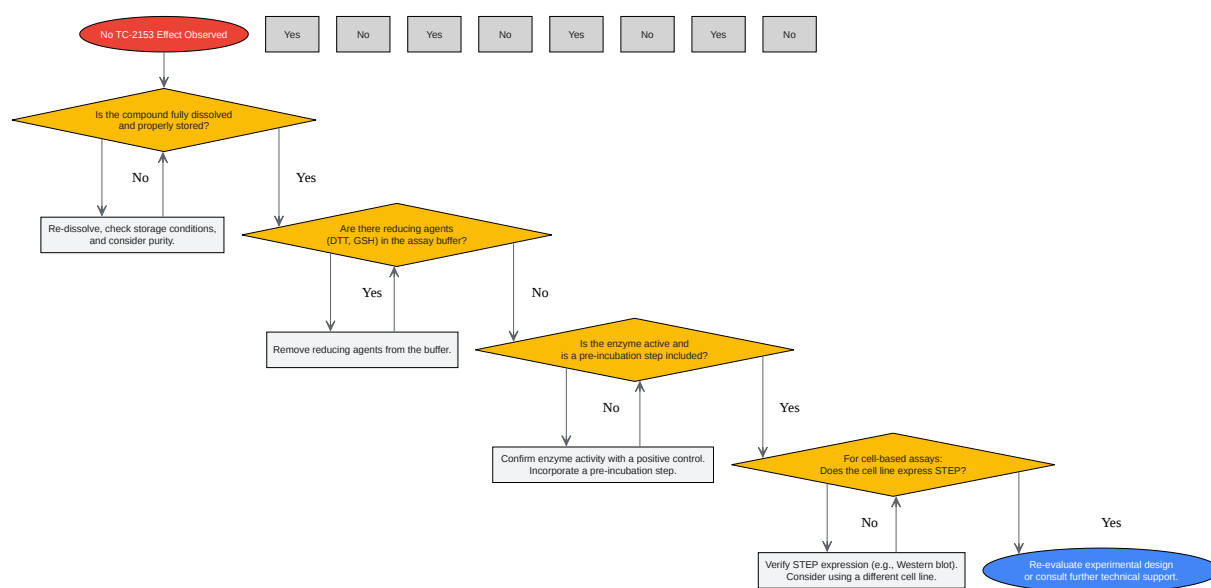 No TC-2153 Effect Observed
Yes
No
Yes
No
Yes
No
Yes
No
Is the compound fully dissolved
and properly stored?
No
Yes
Re-dissolve, check storage conditions,
and consider purity.
Are there reducing agents
(DTT, GSH) in the assay buffer?
Yes
No
Remove reducing agents from the buffer.
Is the enzyme active and
is a pre-incubation step included?
No
Yes
Confirm enzyme activity with a positive control.
Incorporate a pre-incubation step.
For cell-based assays:
Does the cell line express STEP?
No
Yes
Verify STEP expression (e.g., Western blot).
Consider using a different cell line.
Re-evaluate experimental design
or consult further technical support.